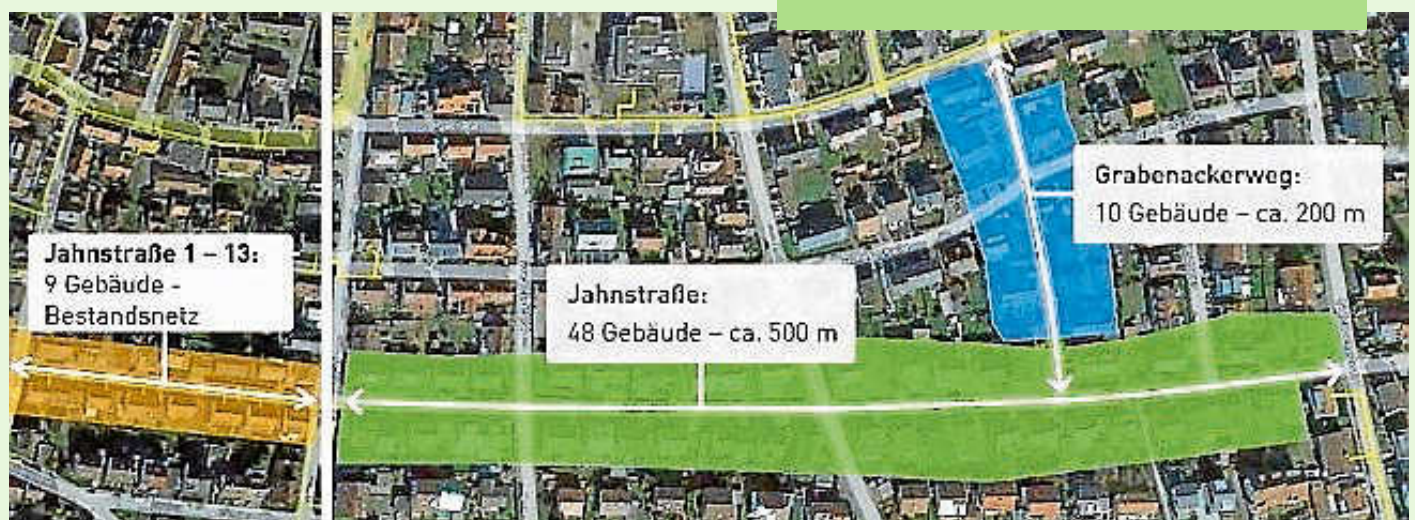 Jahnstraße 1 – 13:
9 Gebäude -
Bestandsnetz
Jahnstraße:
48 Gebäude – ca. 500 m
Grabenackerweg:
10 Gebäude – ca. 200 m